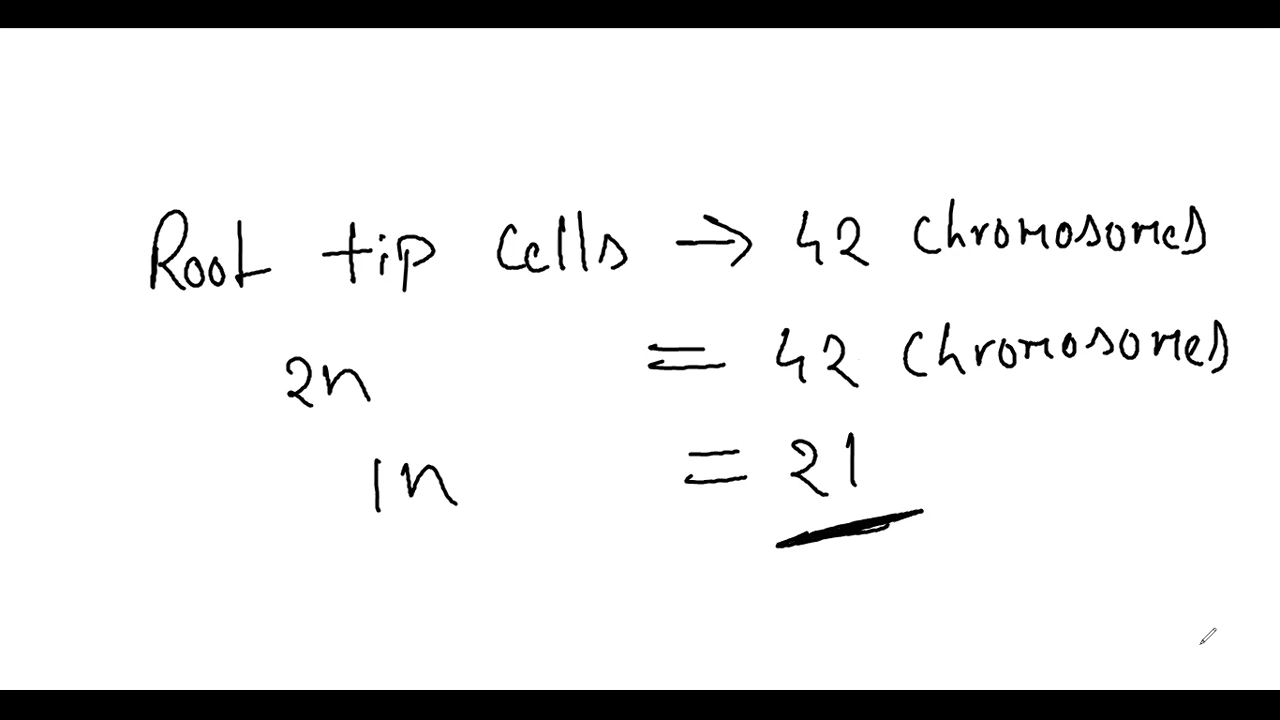 Root tip cells → 42 chromosomes
2n = 42 chromosomes
1n = 21